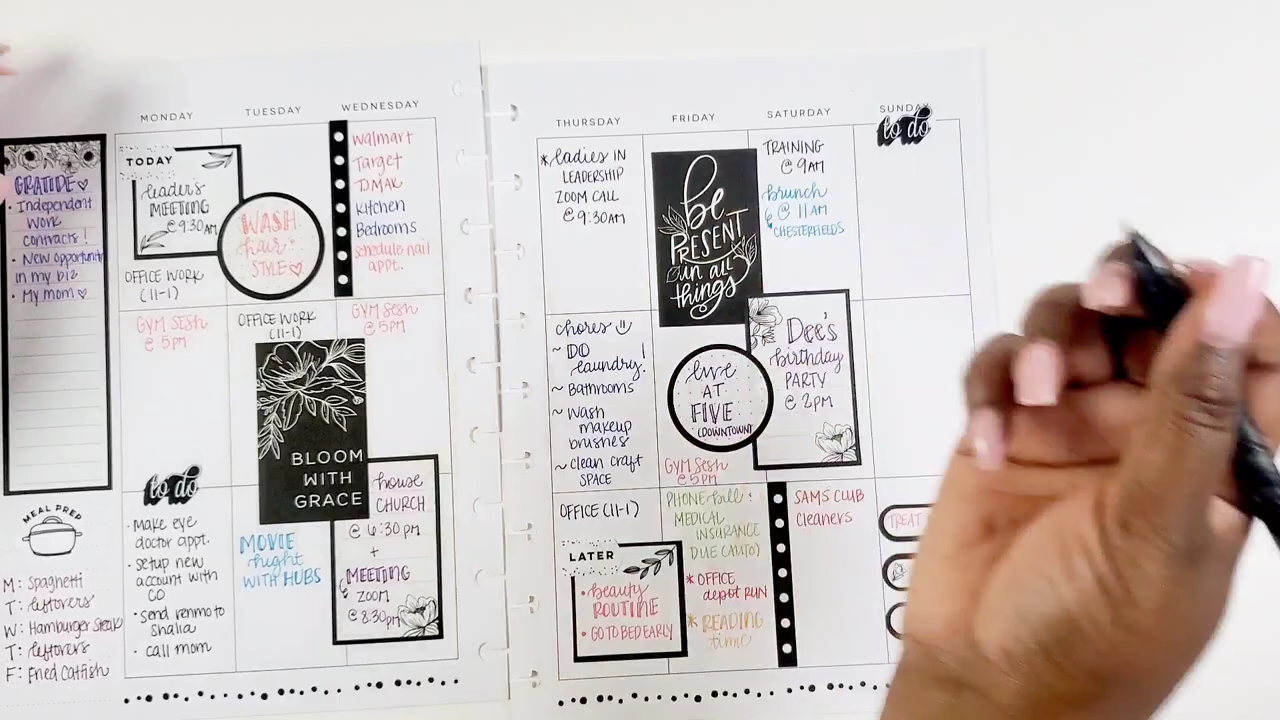 GRATIDE♡
• Independent
Work
contracts!
• New opportunity
in my biz
• My mom ♡
MEAL PREP
M: Spaghetti
T: leftovers
W: Hamburger steak
T: leftovers
F: Fried Catfish
MONDAY
TODAY
leaders
MEETING
@ 9:30AM
OFFICE WORK
(11-1)
GYM SESH
@ 5PM
to do
• Make eye
doctor appt.
• setup new
account with
CO
• send venmo to
Shalia
• call mom
TUESDAY
WASH
hair:
STYLE♡
OFFICE WORK
(11-1)
BLOOM
WITH
GRACE
MOVIE
night
WITH HUBS
WEDNESDAY
Walmart
Target
TJMAX
Kitchen
Bedrooms
schedule nail
appt.
GYM SESH
@ 5PM
house
CHURCH
@ 6:30pm
+
MEETING
ZOOM
@ 8:30pm
THURSDAY
*ladies IN
LEADERSHIP
ZOOM CALL
@ 9:30AM
chores
~ DO
laundry!
~ Bathrooms
~ Wash
makeup
brushes
~ Clean Craft
SPACE
OFFICE (11-1)
LATER
• beauty
ROUTINE
• GO TO BED EARLY
FRIDAY
be
PRESENT
in all
things
live
AT
FIVE
(DOWNTOWN)
GYM Sesh
@ 5PM
PHONE bill &
MEDICAL
INSURANCE
DUE (AUTO)
* OFFICE
depot RUN
* READING
time
SATURDAY
TRAINING
@ 9AM
brunch
@ 11AM
CHESTERFIELDS
Dee's
birthday
PARTY
@ 2PM
SAMS CLUB
Cleaners
SUNDAY
to do
TREAT